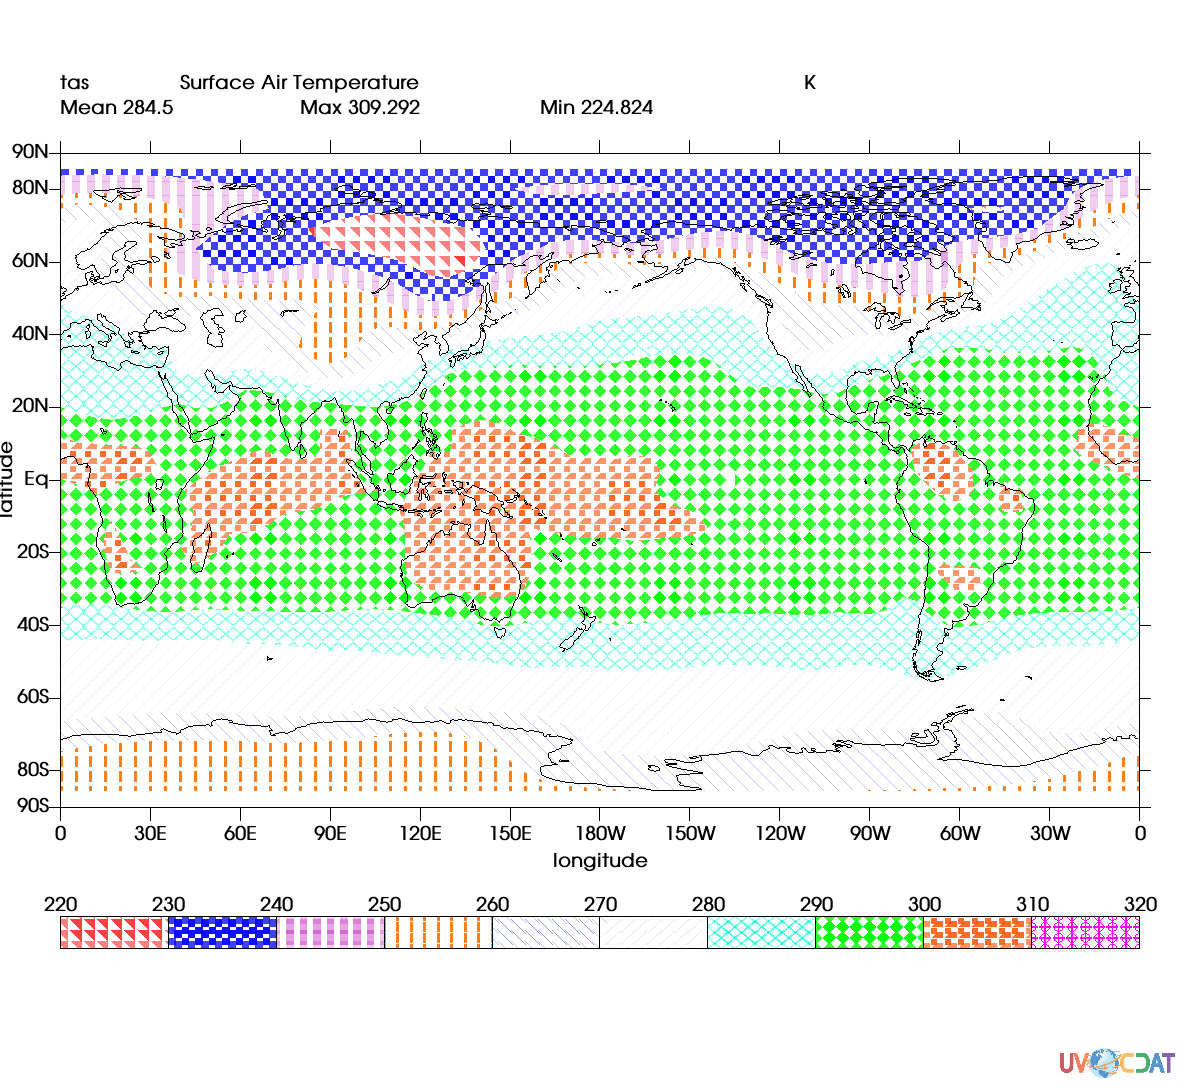 tas Surface Air Temperature K
Mean 284.5 Max 309.292 Min 224.824
90N
80N
60N
40N
20N
Eq
20S
40S
60S
80S
90S
latitude
0 30E 60E 90E 120E 150E 180W 150W 120W 90W 60W 30W 0
longitude
220 230 240 250 260 270 280 290 300 310 320
UVCDAT